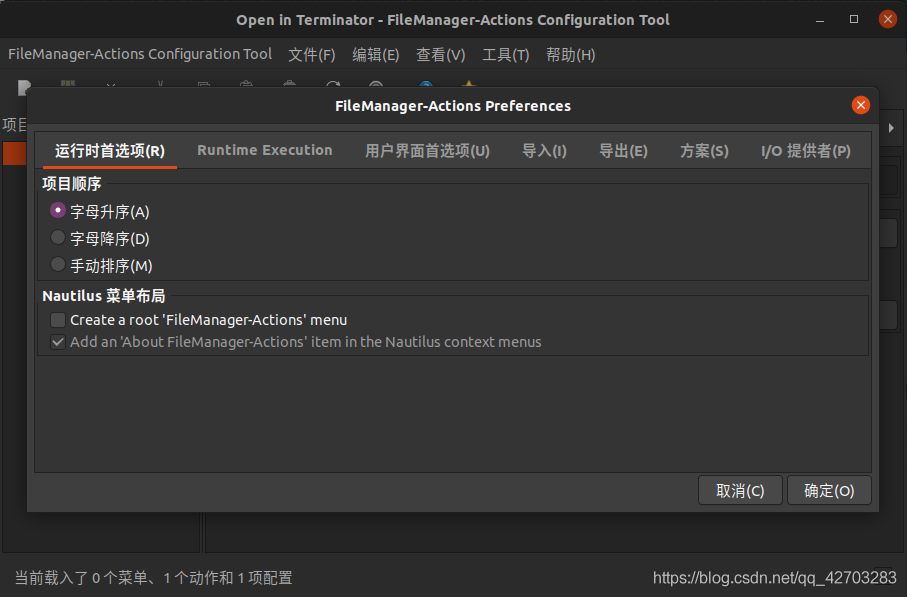 Open in Terminator - FileManager-Actions Configuration Tool
FileManager-Actions Configuration Tool 文件(F) 编辑(E) 查看(V) 工具(T) 帮助(H)
FileManager-Actions Preferences
项目
运行时首选项(R) Runtime Execution 用户界面首选项(U) 导入(I) 导出(E) 方案(S) I/O 提供者(P)
项目顺序
字母升序(A)
字母降序(D)
手动排序(M)
Nautilus 菜单布局
Create a root 'FileManager-Actions' menu
Add an 'About FileManager-Actions' item in the Nautilus context menus
取消(C) 确定(O)
当前载入了 0 个菜单、1 个动作和 1 项配置
https://blog.csdn.net/qq_42703283